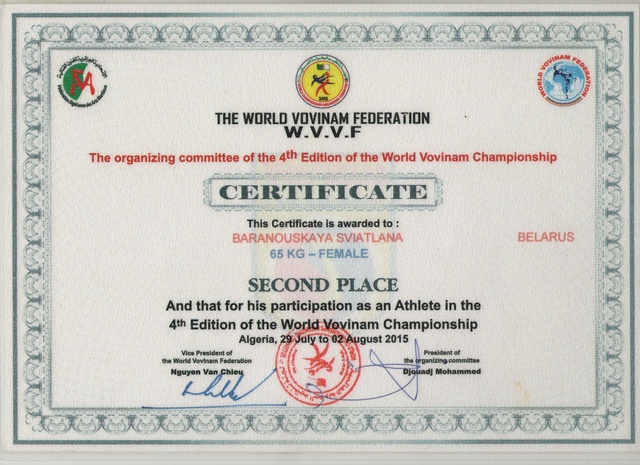 WORLD VOVINAM FEDERATION
THE WORLD VOVINAM FEDERATION
W.V.V.F
The organizing committee of the 4th Edition of the World Vovinam Championship
CERTIFICATE
This Certificate is awarded to :
BARANOUSKAYA SVIATLANA BELARUS
65 KG – FEMALE
SECOND PLACE
And that for his participation as an Athlete in the
4th Edition of the World Vovinam Championship
Algeria, 29 July to 02 August 2015
Vice President of President of
the World Vovinam Federation the organizing committee
Nguyen Van Chieu Djouadj Mohammed